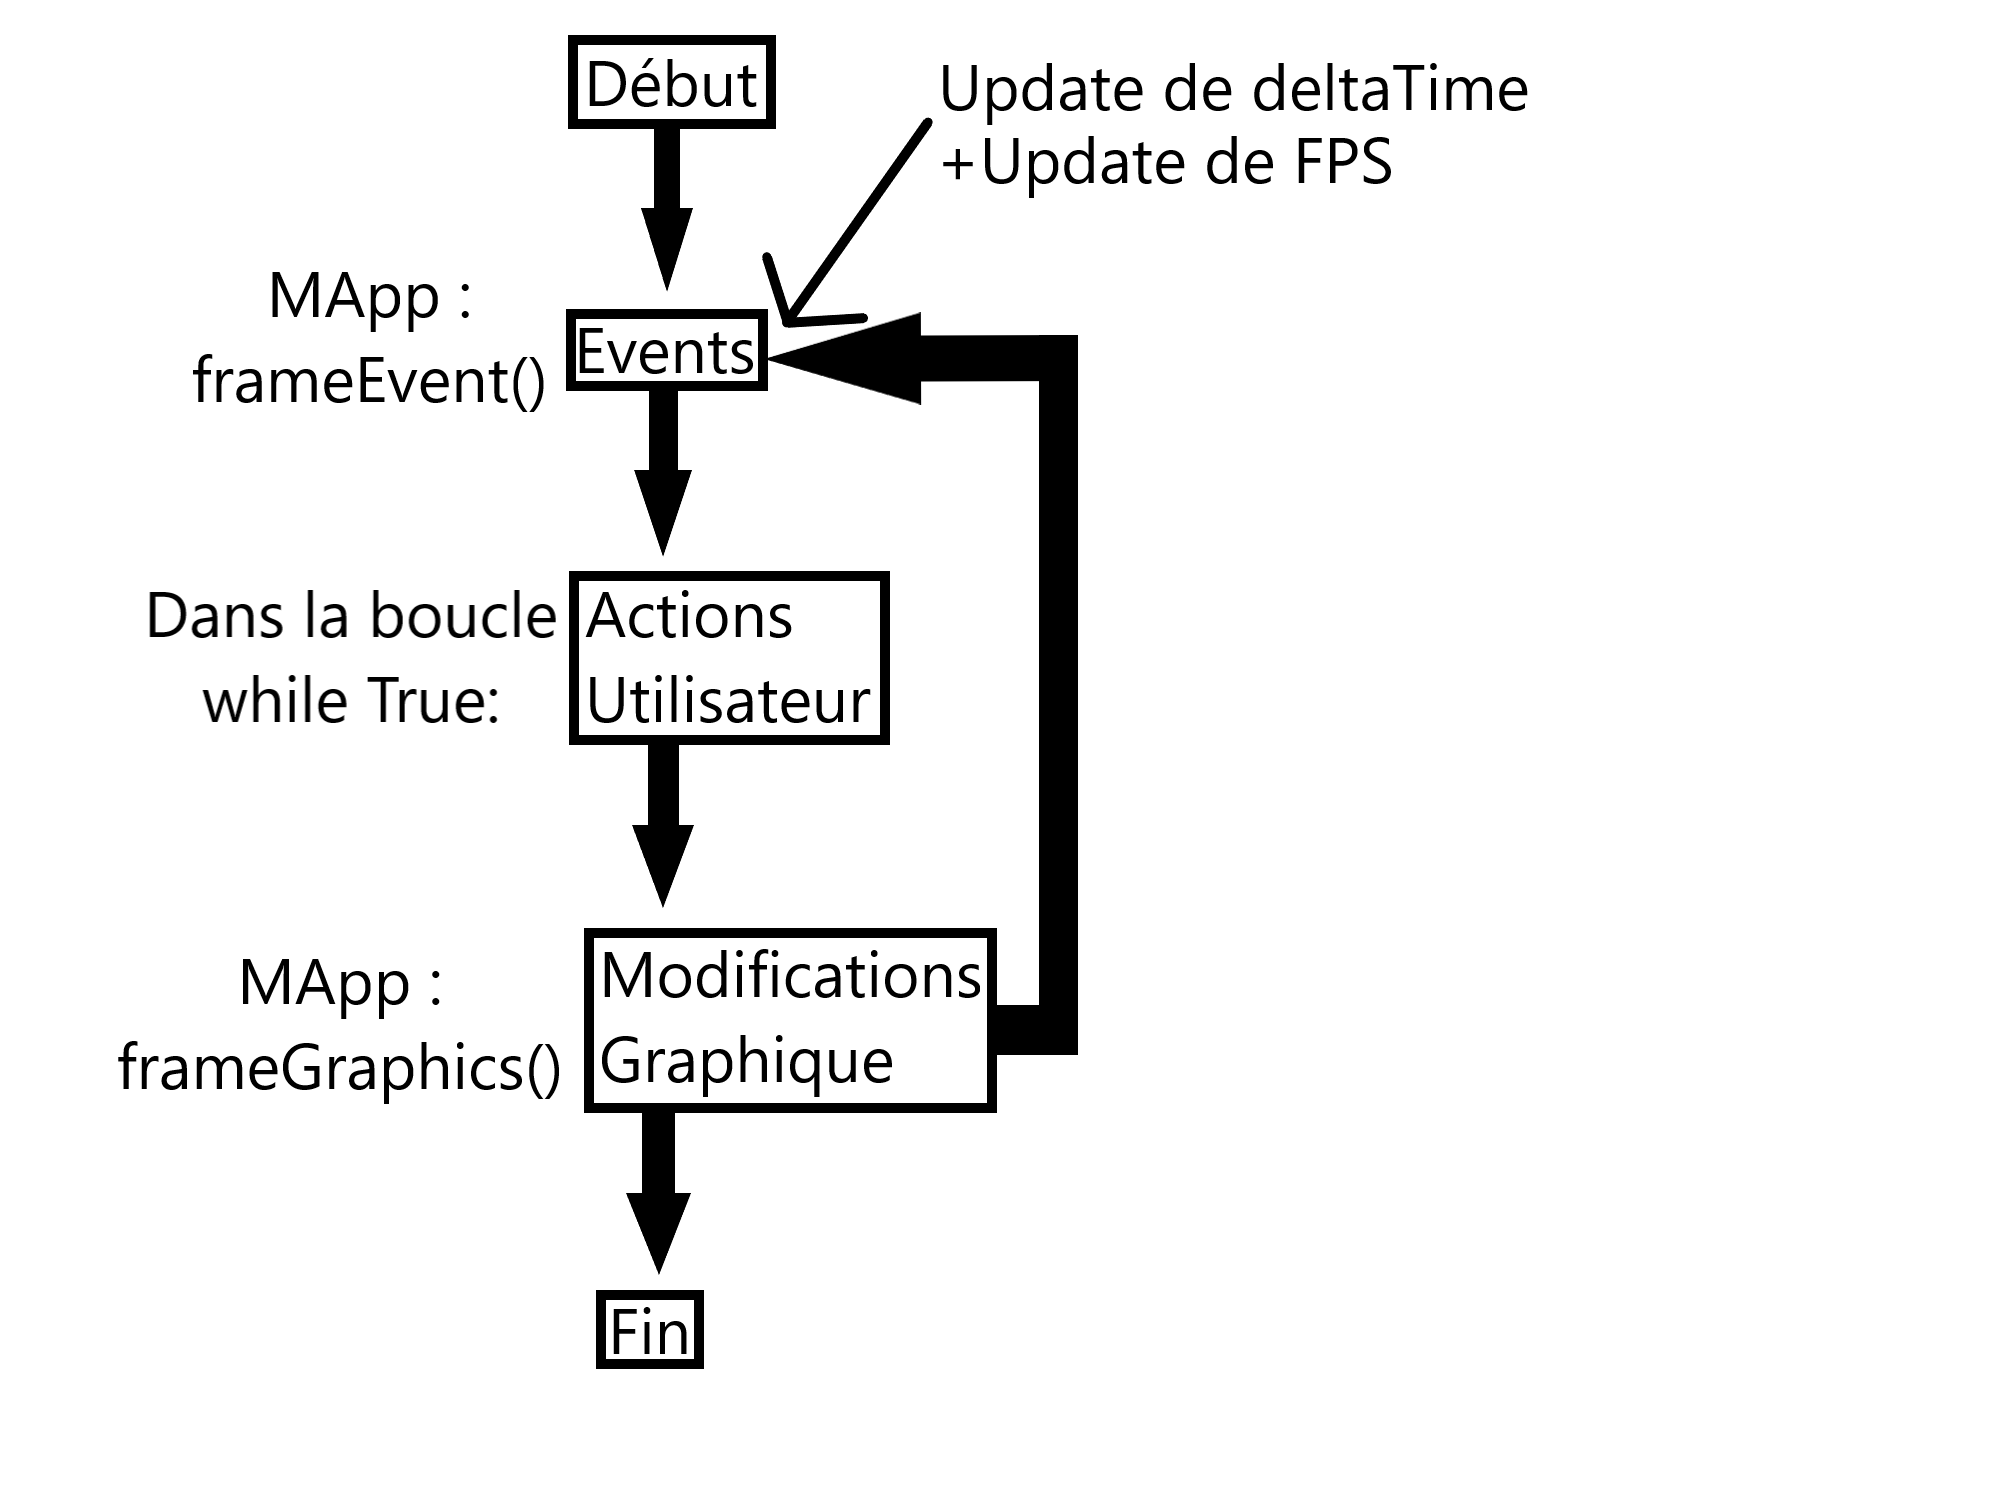 Début
Update de deltaTime
+Update de FPS
MApp :
frameEvent()
Events
Dans la boucle
while True:
Actions
Utilisateur
MApp :
frameGraphics()
Modifications
Graphique
Fin